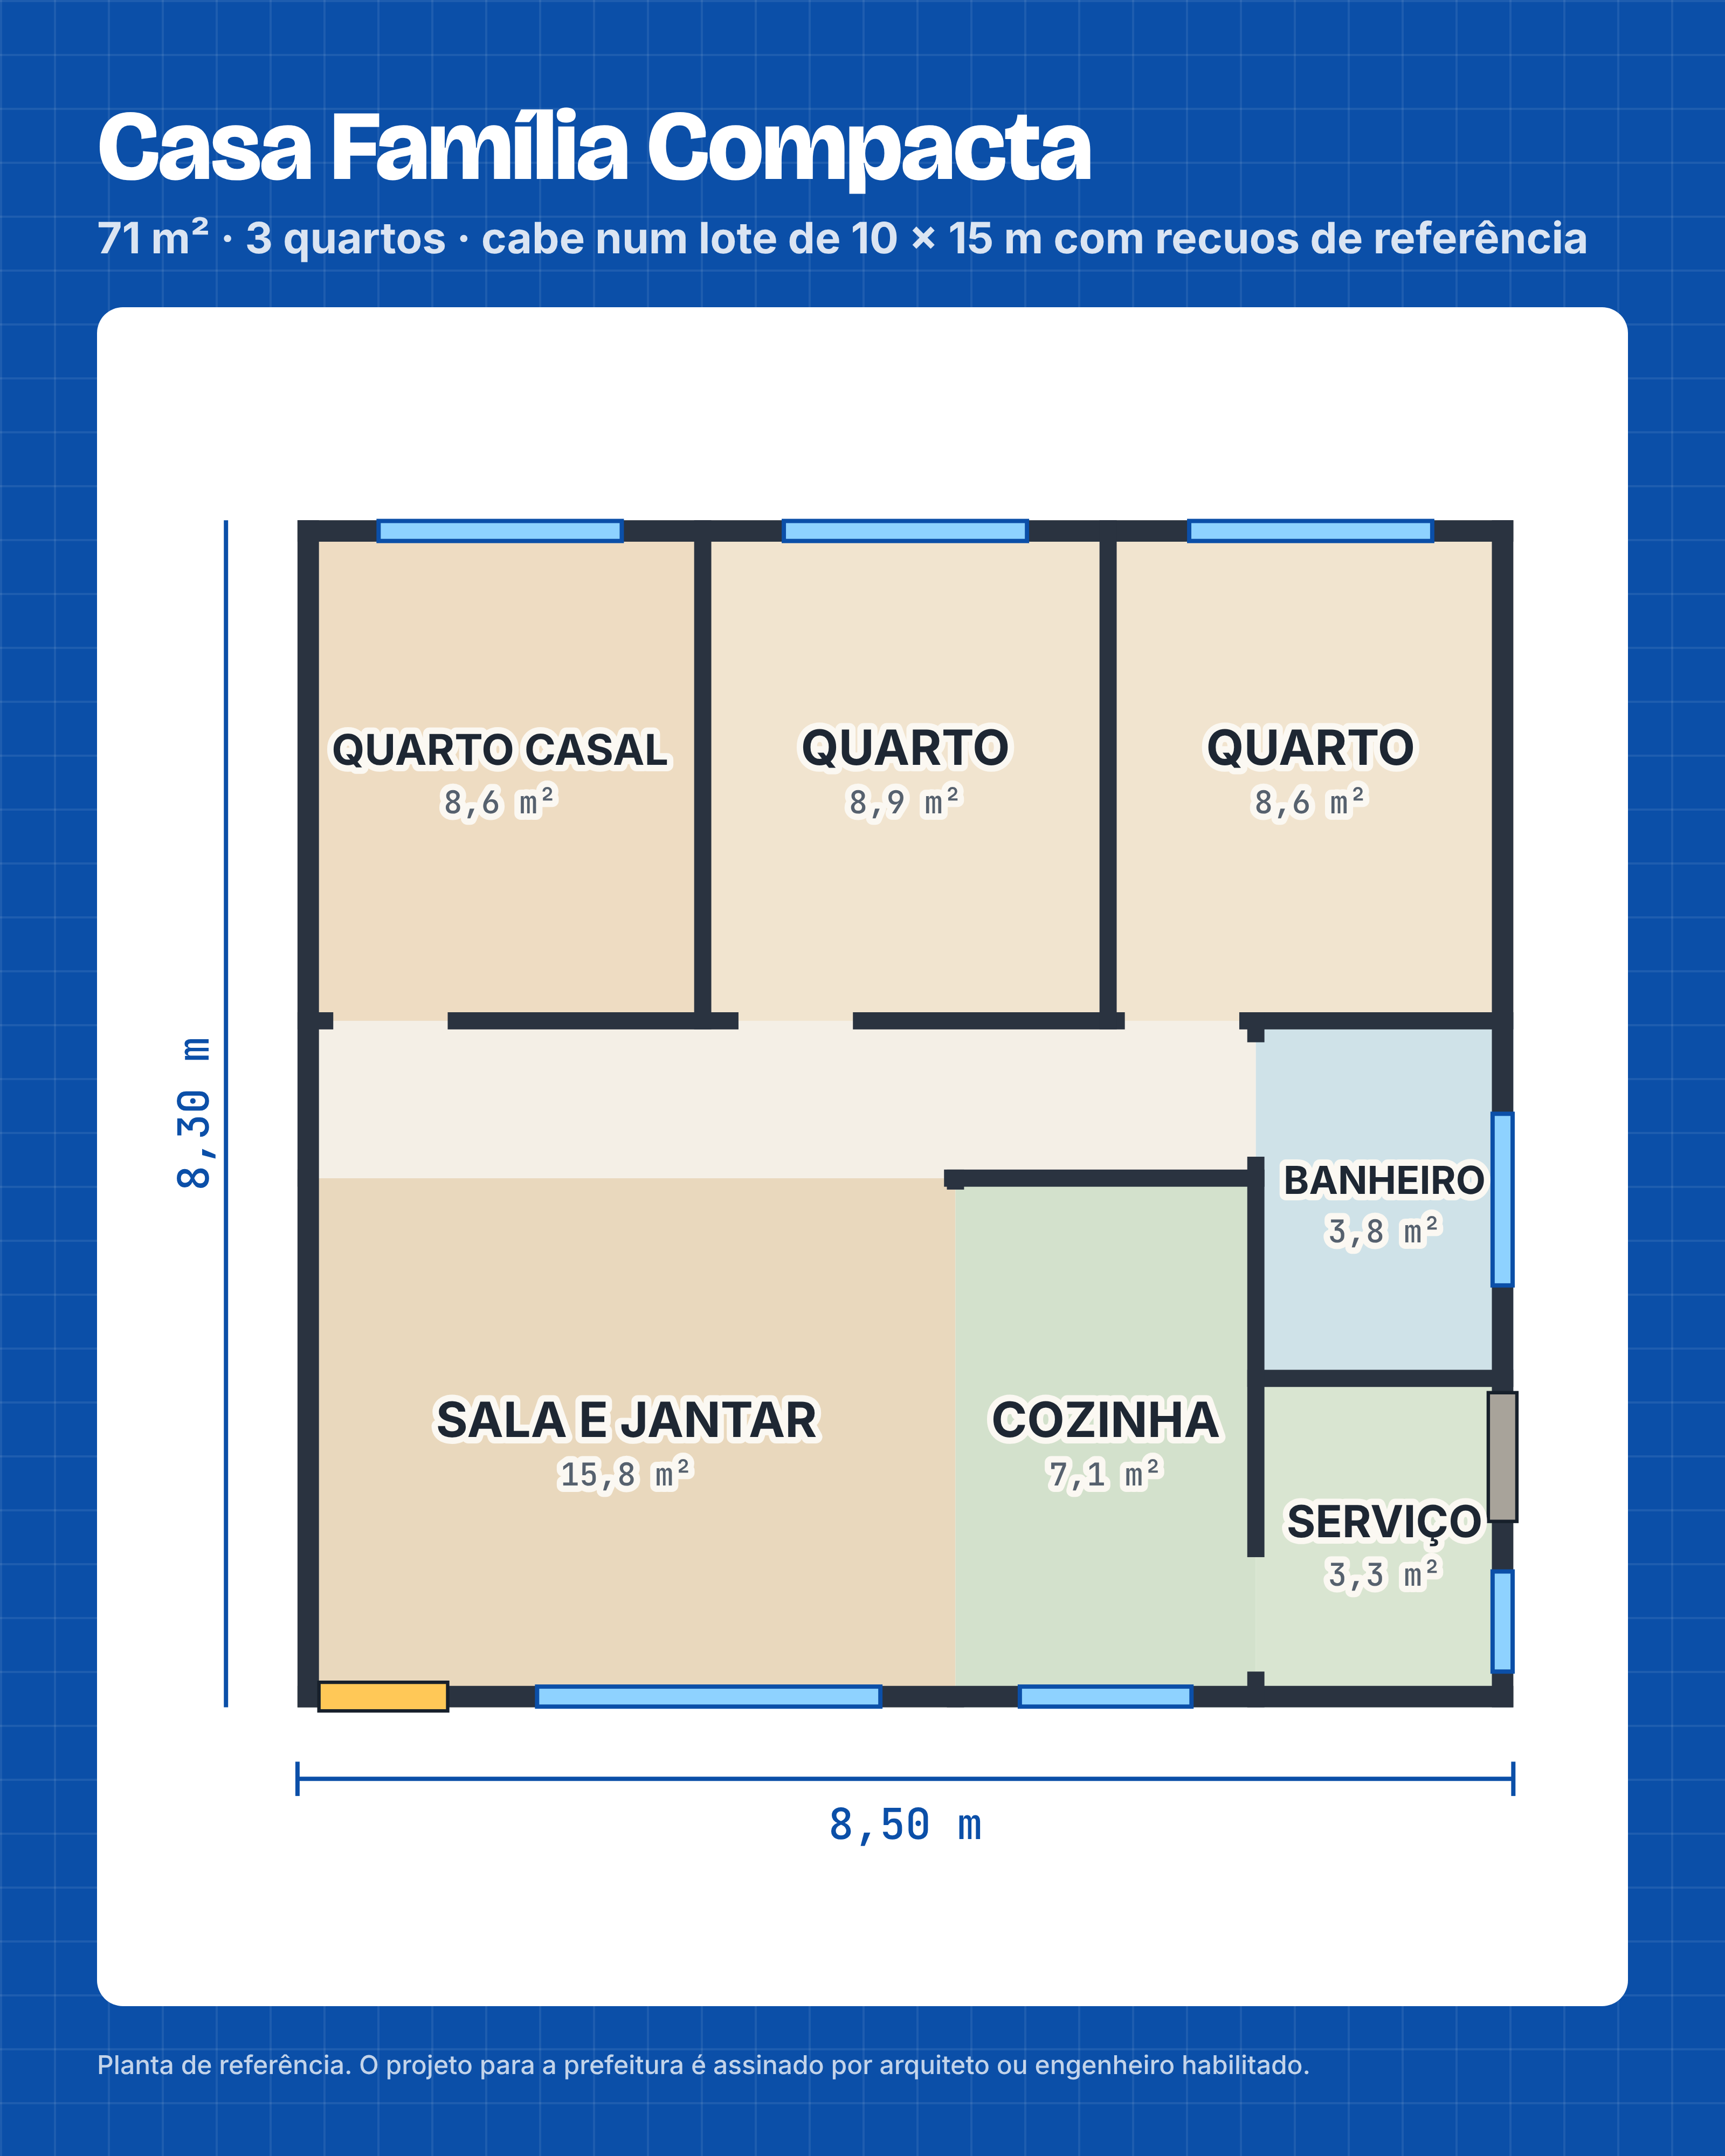 Casa Família Compacta
71 m² · 3 quartos · cabe num lote de 10 × 15 m com recuos de referência
QUARTO CASAL
8,6 m²
QUARTO
8,9 m²
QUARTO
8,6 m²
8,30 m
BANHEIRO
3,8 m²
SALA E JANTAR
15,8 m²
COZINHA
7,1 m²
SERVIÇO
3,3 m²
8,50 m
Planta de referência. O projeto para a prefeitura é assinado por arquiteto ou engenheiro habilitado.